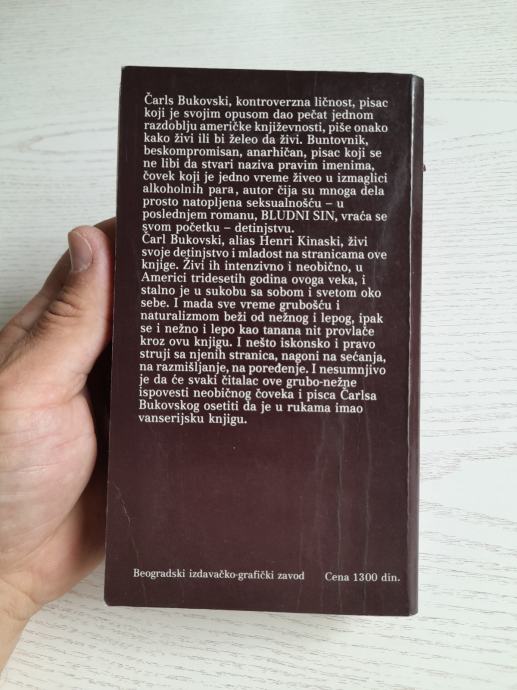 Čarls Bukovski, kontroverzna ličnost, pisac
koji je svojim opusom dao pečat jednom
razdoblju američke književnosti, piše onako
kako živi ili bi želeo da živi. Buntovnik,
beskompromisan, anarhičan, pisac koji se
ne libi da stvari naziva pravim imenima,
čovek koji je jedno vreme živeo u izmaglici
alkoholnih para, autor čija su mnoga dela
prosto natopljena seksualnošću – u
poslednjem romanu, BLUDNI SIN, vraća se
svom početku – detinjstvu.
Čarl Bukovski, alias Henri Kinaski, živi
svoje detinjstvo i mladost na stranicama ove
knjige. Živi ih intenzivno i neobično, u
Americi tridesetih godina ovoga veka, i
stalno je u sukobu sa sobom i svetom oko
sebe. I mada sve vreme grubošću i
naturalizmom beži od nežnog i lepog, ipak
se i nežno i lepo kao tanana nit provlače
kroz ovu knjigu. I nešto iskonsko i pravo
struji sa njenih stranica, nagoni na sećanja,
na razmišljanje, na poređenje. I nesumnjivo
je da će svaki čitalac ove grubo-nežne
ispovesti neobičnog čoveka i pisca Čarlsa
Bukovskog osetiti da je u rukama imao
vanserijsku knjigu.
Beogradski izdavačko-grafički zavod Cena 1300 din.